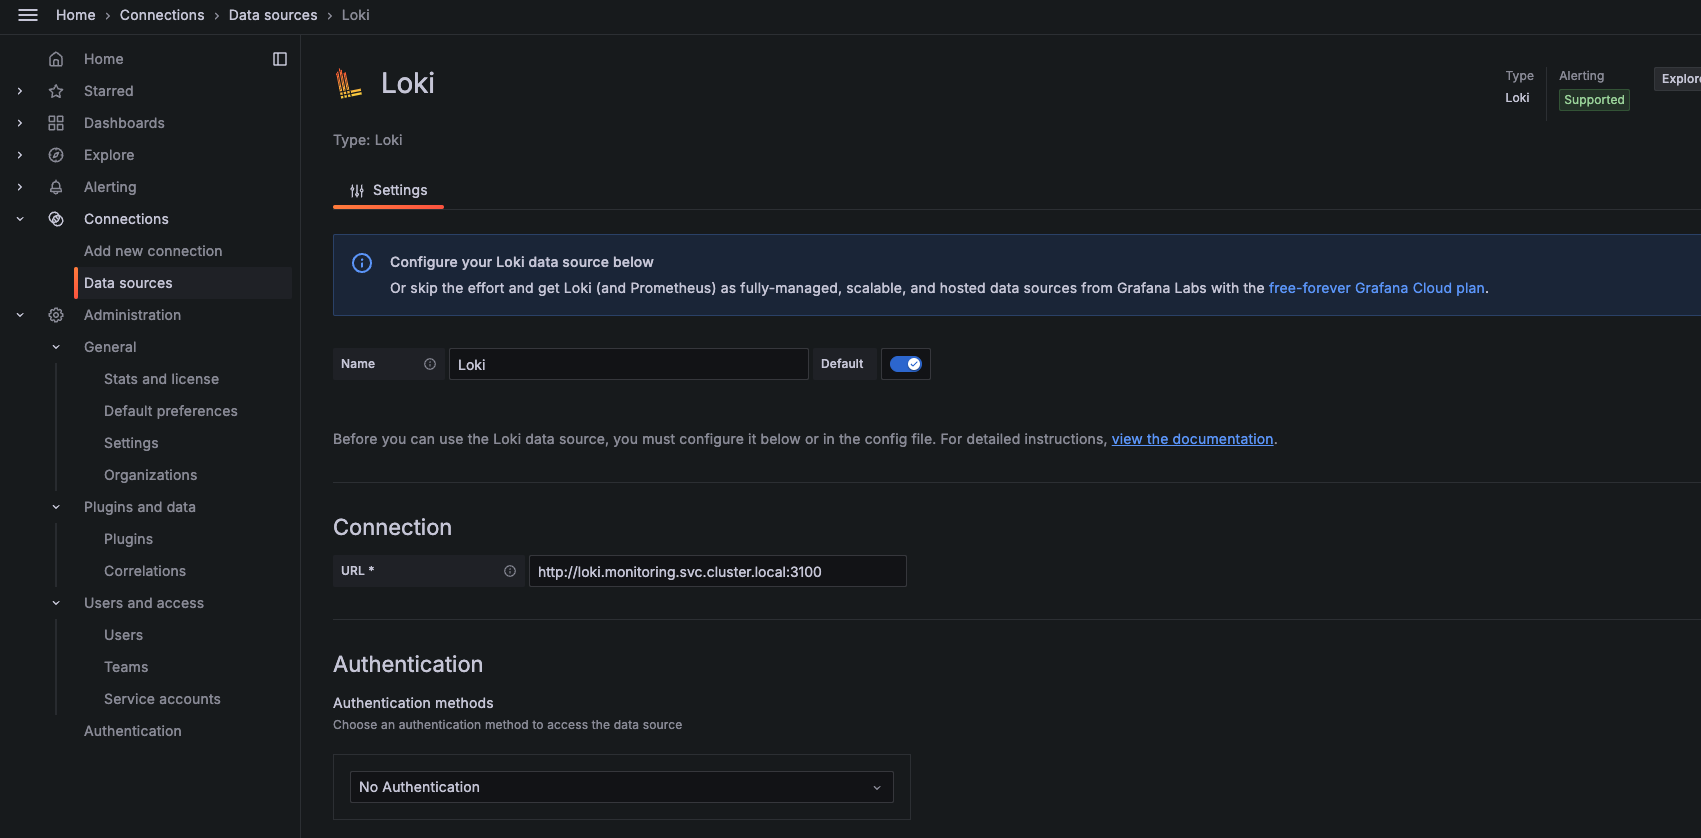 Home › Connections › Data sources › Loki
Home
Starred
Dashboards
Explore
Alerting
Connections
Add new connection
Data sources
Administration
General
Stats and license
Default preferences
Settings
Organizations
Plugins and data
Plugins
Correlations
Users and access
Users
Teams
Service accounts
Authentication
Loki
Type
Loki
Alerting
Supported
Explore
Type: Loki
Settings
Configure your Loki data source below
Or skip the effort and get Loki (and Prometheus) as fully-managed, scalable, and hosted data sources from Grafana Labs with the free-forever Grafana Cloud plan.
Name Loki Default
Before you can use the Loki data source, you must configure it below or in the config file. For detailed instructions, view the documentation.
Connection
URL * http://loki.monitoring.svc.cluster.local:3100
Authentication
Authentication methods
Choose an authentication method to access the data source
No Authentication